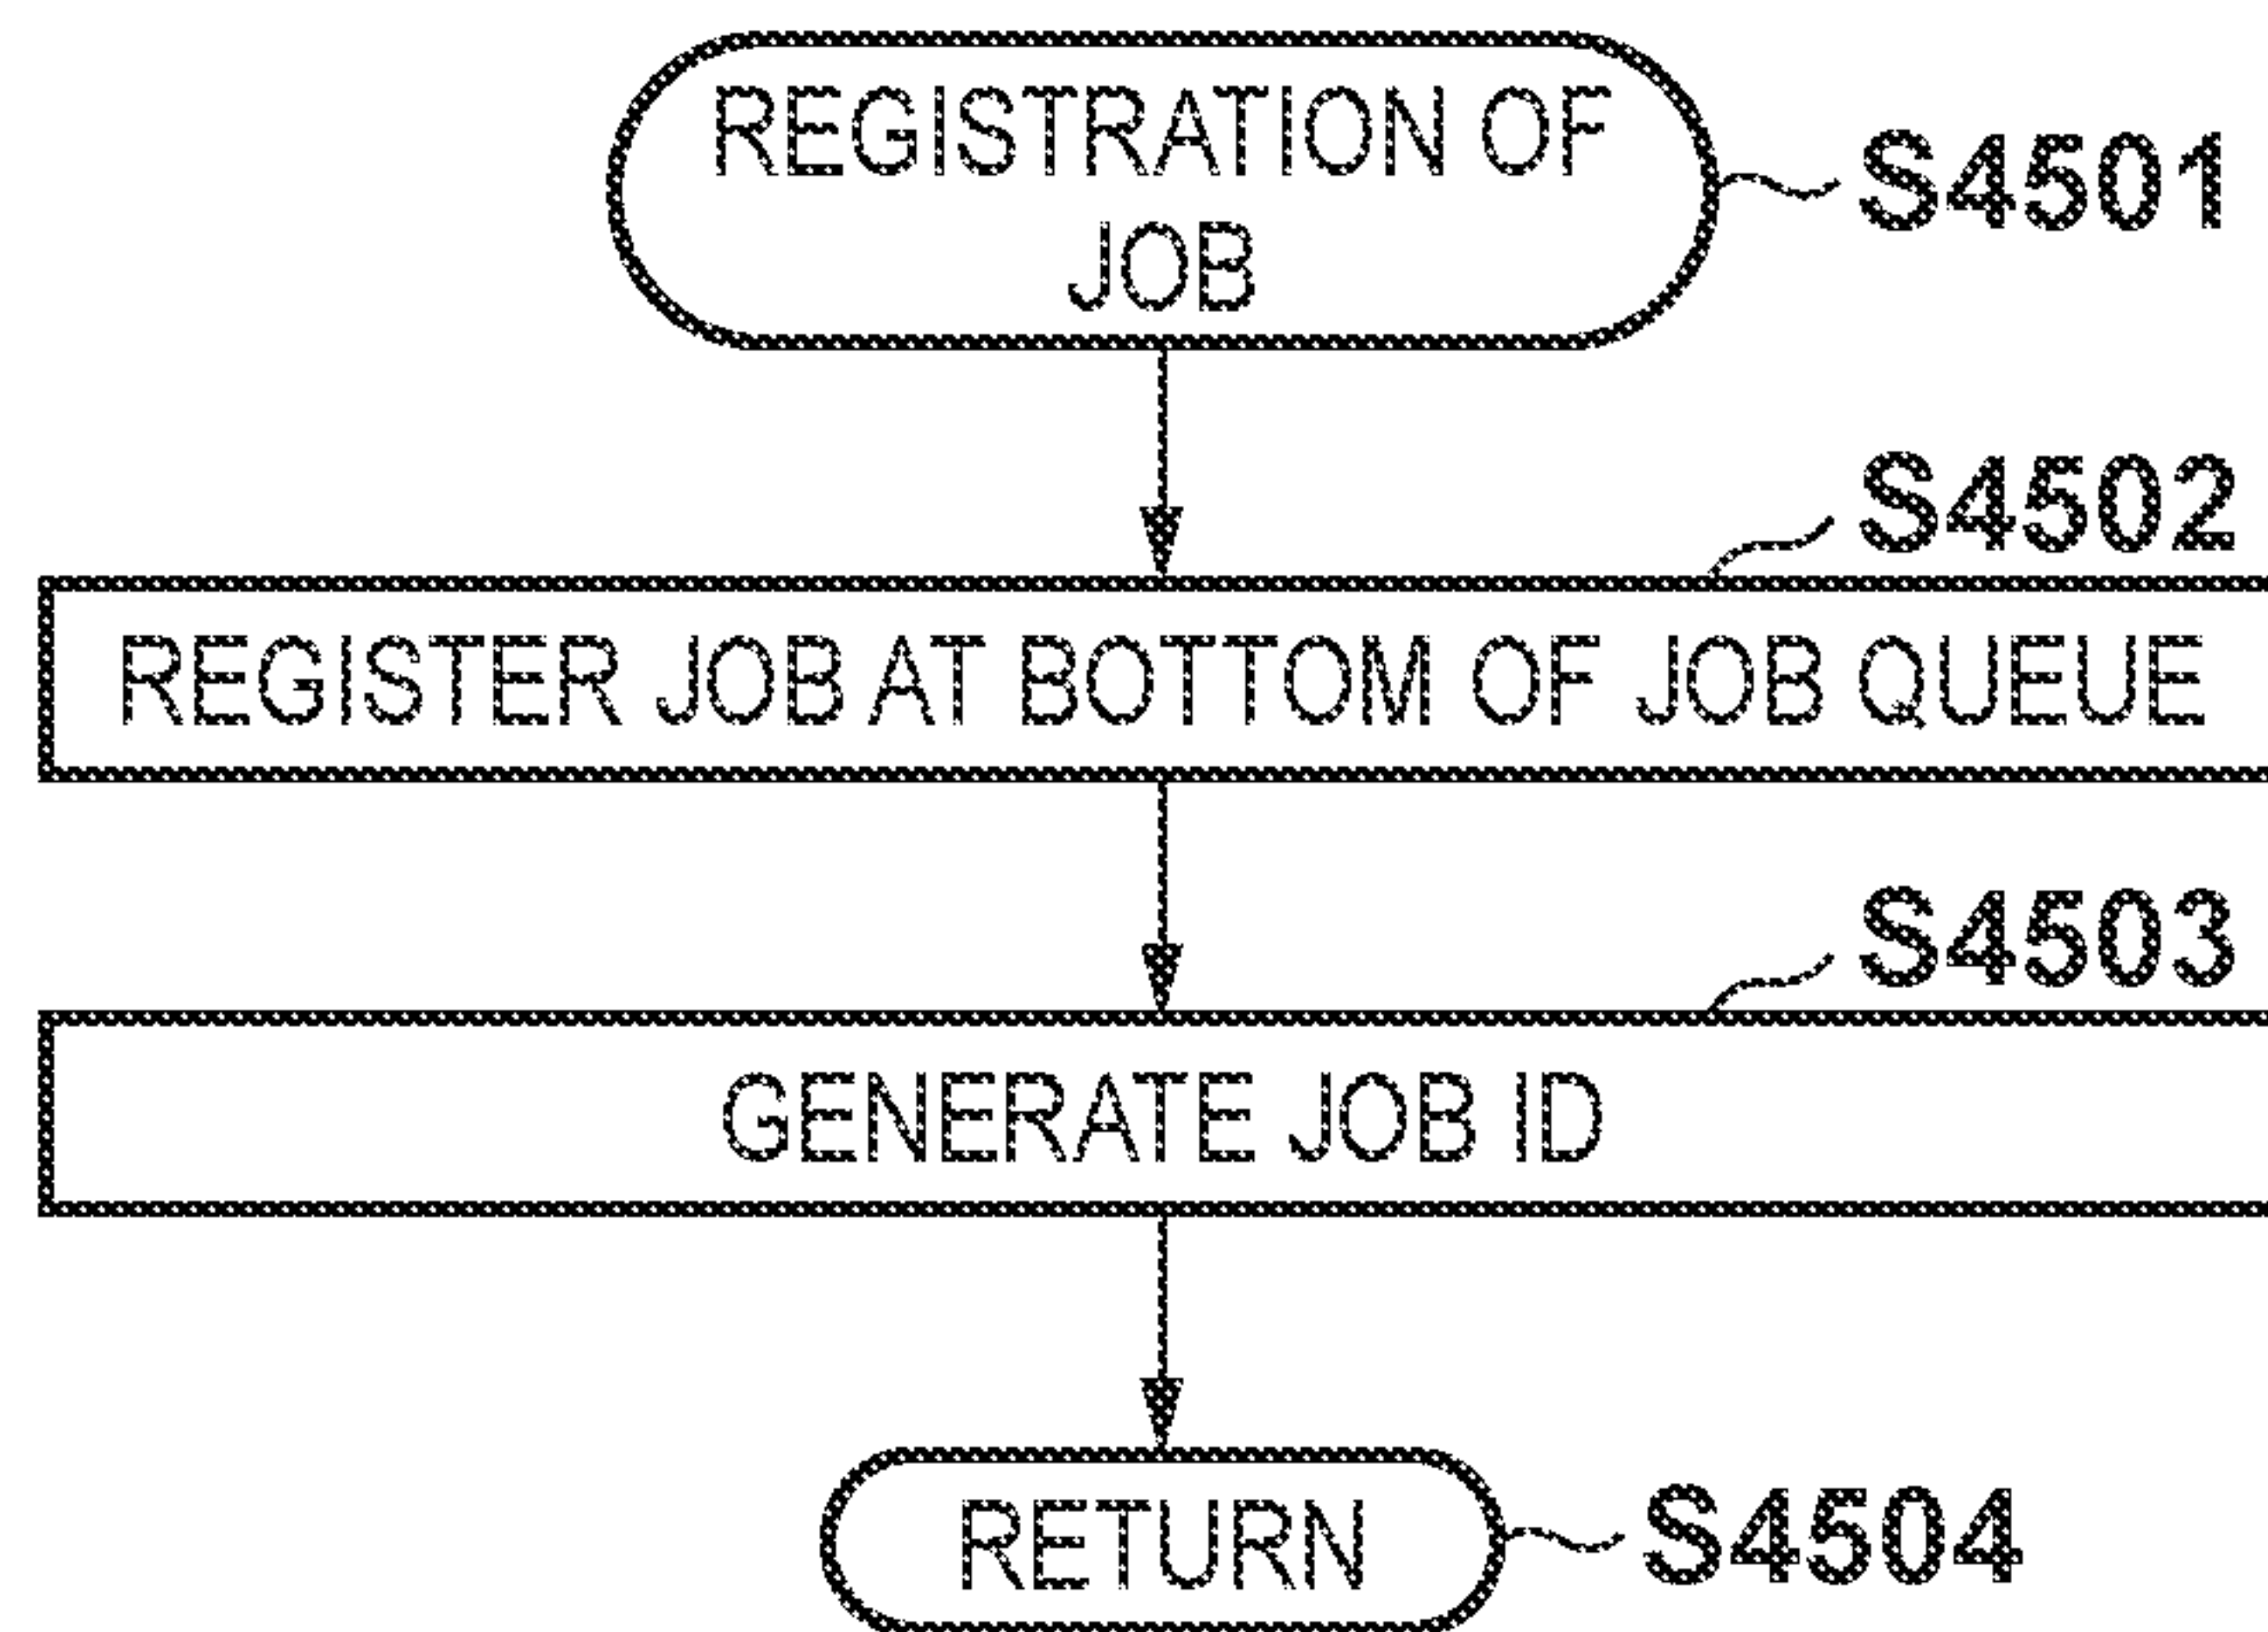 REGISTRATION OF
JOB
S4501
S4502
REGISTER JOB AT BOTTOM OF JOB QUEUE
S4503
GENERATE JOB ID
RETURN
S4504